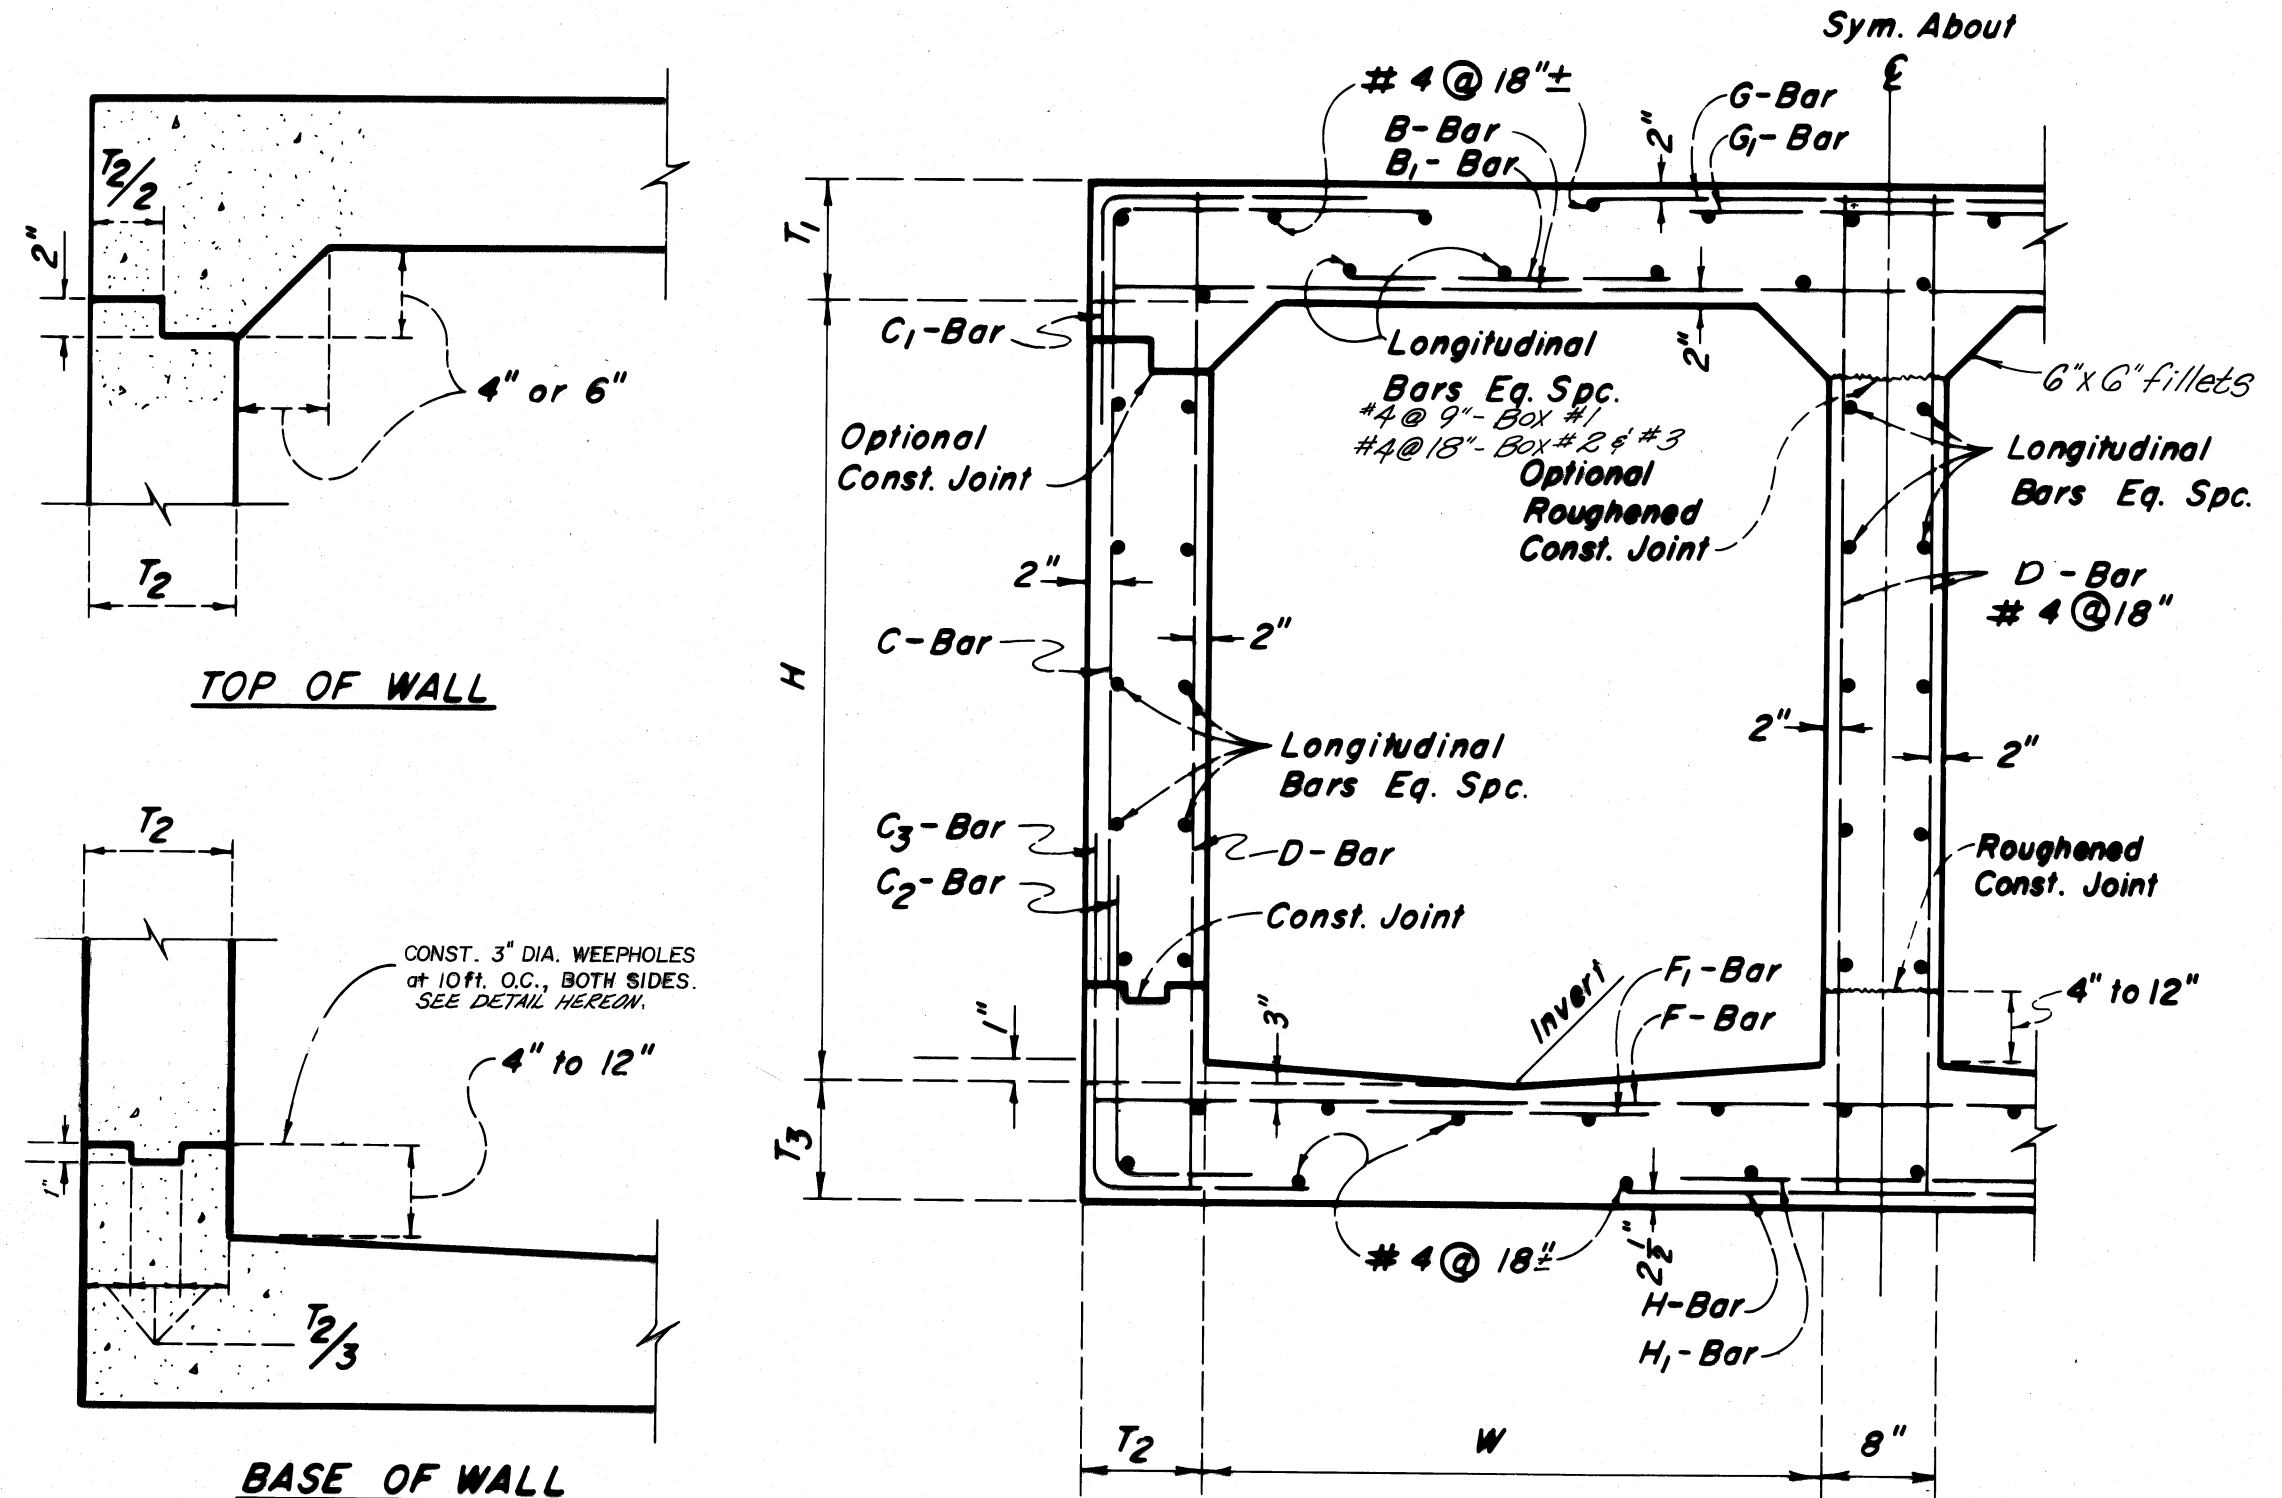 T2/2
2"
4" or 6"
T2
TOP OF WALL
T2
CONST. 3" DIA. WEEPHOLES
at 10ft. O.C., BOTH SIDES.
SEE DETAIL HEREON.
4" to 12"
1"
T2/3
BASE OF WALL
Sym. About
℄
# 4 @ 18"±
B-Bar
B1-Bar
2"
G-Bar
G1-Bar
T1
C1-Bar
Longitudinal
Bars Eq. Spc.
#4 @ 9"- BOX #1
#4@18"- BOX #2 & #3
2"
6"x 6" fillets
Optional
Const. Joint
Optional
Roughened
Const. Joint
Longitudinal
Bars Eq. Spc.
D-Bar
# 4 @18"
2"
2"
C-Bar
H
Longitudinal
Bars Eq. Spc.
2"
2"
C3-Bar
C2-Bar
D-Bar
Const. Joint
Roughened
Const. Joint
1"
3"
Invert
F1-Bar
F-Bar
4" to 12"
T3
# 4 @ 18"±
2½"
H-Bar
H1-Bar
T2
W
8"